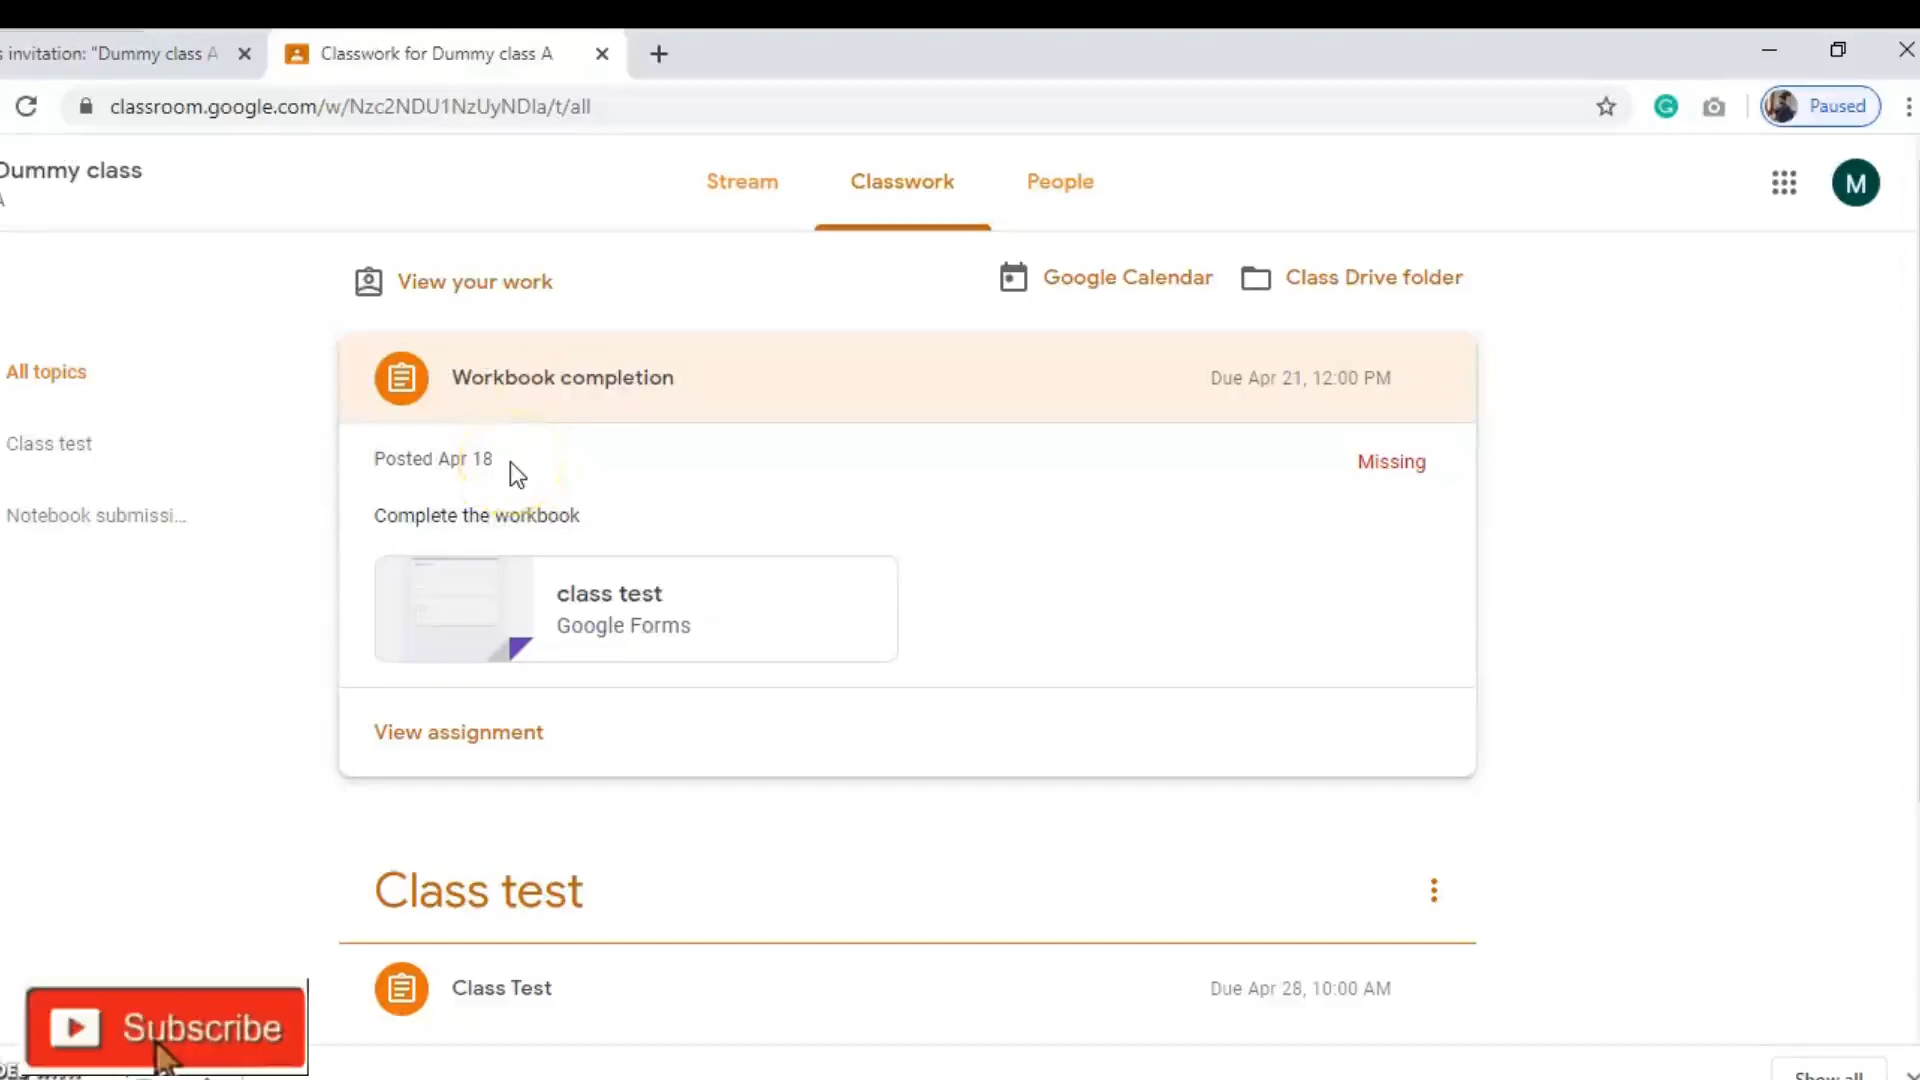 s invitation: "Dummy class A
Classwork for Dummy class A
classroom.google.com/w/Nzc2NDU1NzUyNDIa/t/all
Paused
Dummy class
A
Stream
Classwork
People
M
View your work
Google Calendar
Class Drive folder
All topics
Class test
Notebook submissi...
Workbook completion
Due Apr 21, 12:00 PM
Posted Apr 18
Missing
Complete the workbook
class test
Google Forms
View assignment
Class test
Class Test
Due Apr 28, 10:00 AM
Subscribe
Show all